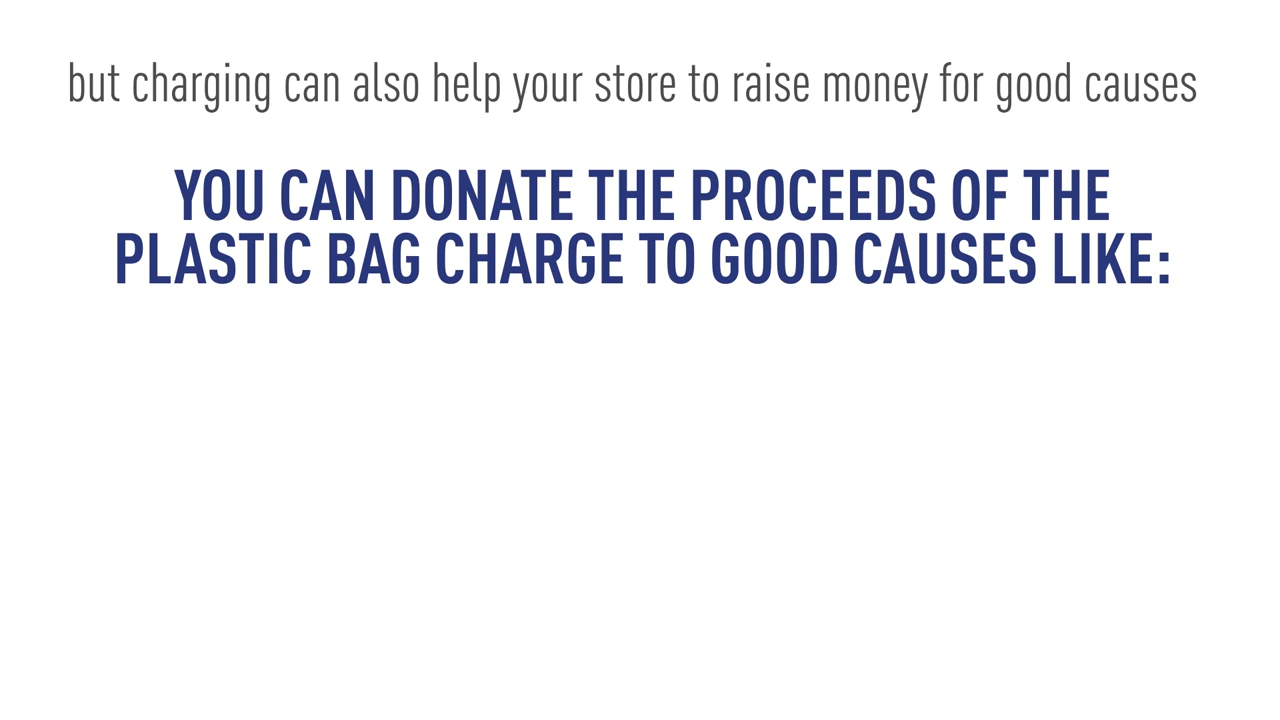 but charging can also help your store to raise money for good causes
YOU CAN DONATE THE PROCEEDS OF THE
PLASTIC BAG CHARGE TO GOOD CAUSES LIKE: